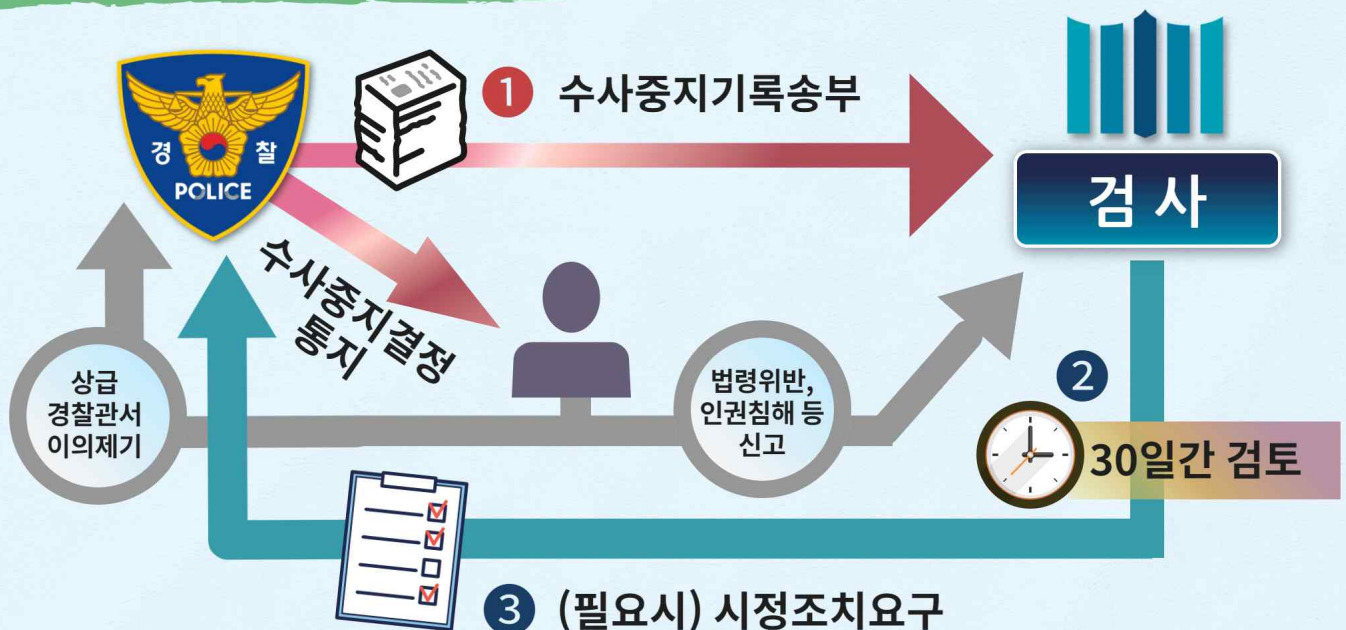 1 수사중지기록송부
경 찰
POLICE
검 사
수사중지결정
통지
상급
경찰관서
이의제기
법령위반,
인권침해 등
신고
2
30일간 검토
3 (필요시) 시정조치요구